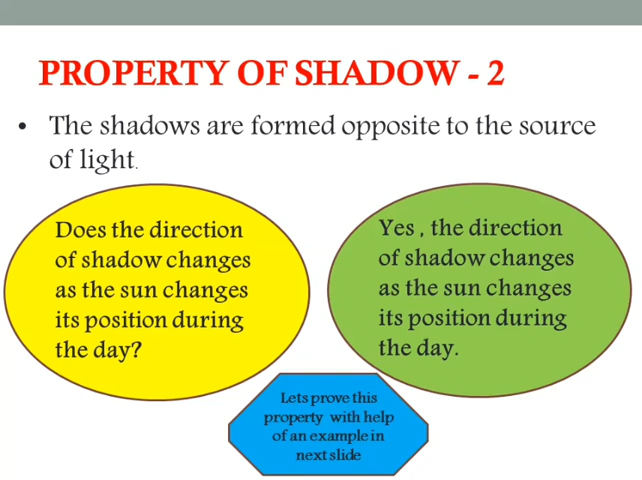 PROPERTY OF SHADOW - 2
• The shadows are formed opposite to the source
of light.
Does the direction
of shadow changes
as the sun changes
its position during
the day?
Yes , the direction
of shadow changes
as the sun changes
its position during
the day.
Lets prove this
property with help
of an example in
next slide